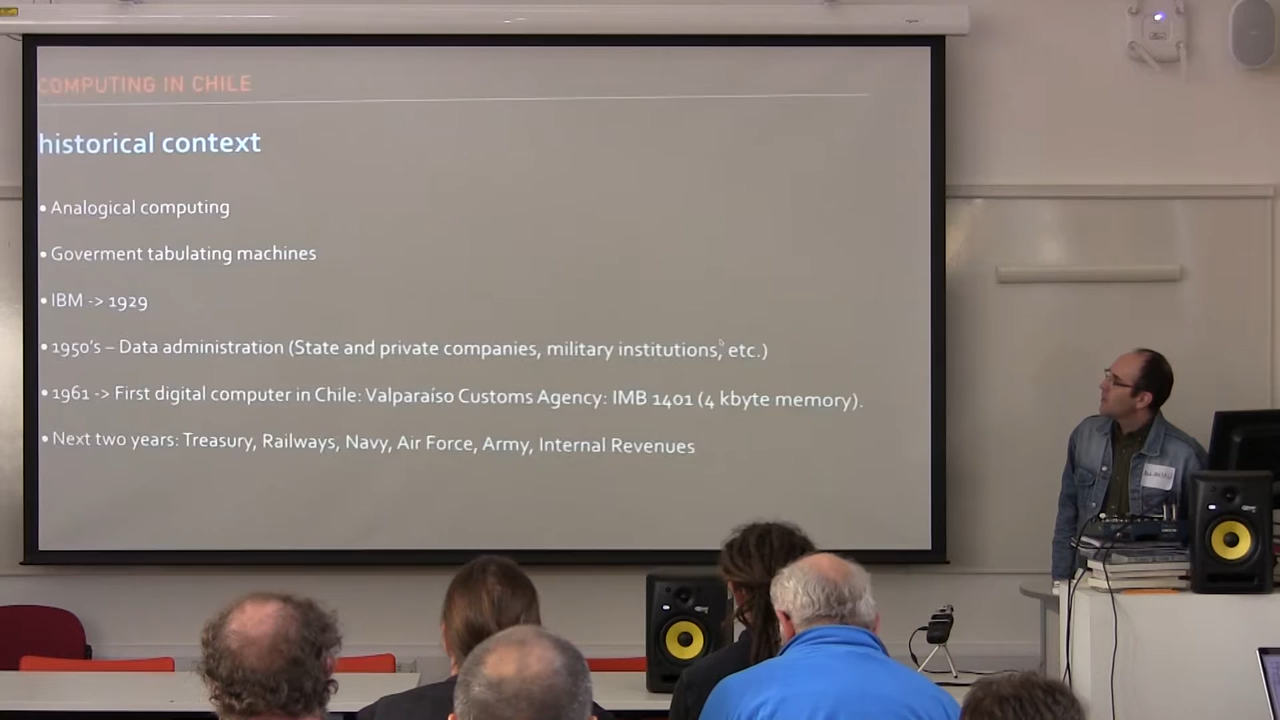 COMPUTING IN CHILE
historical context
• Analogical computing
• Goverment tabulating machines
• IBM -> 1929
• 1950's – Data administration (State and private companies, military institutions, etc.)
• 1961 -> First digital computer in Chile: Valparaíso Customs Agency: IMB 1401 (4 kbyte memory).
• Next two years: Treasury, Railways, Navy, Air Force, Army, Internal Revenues